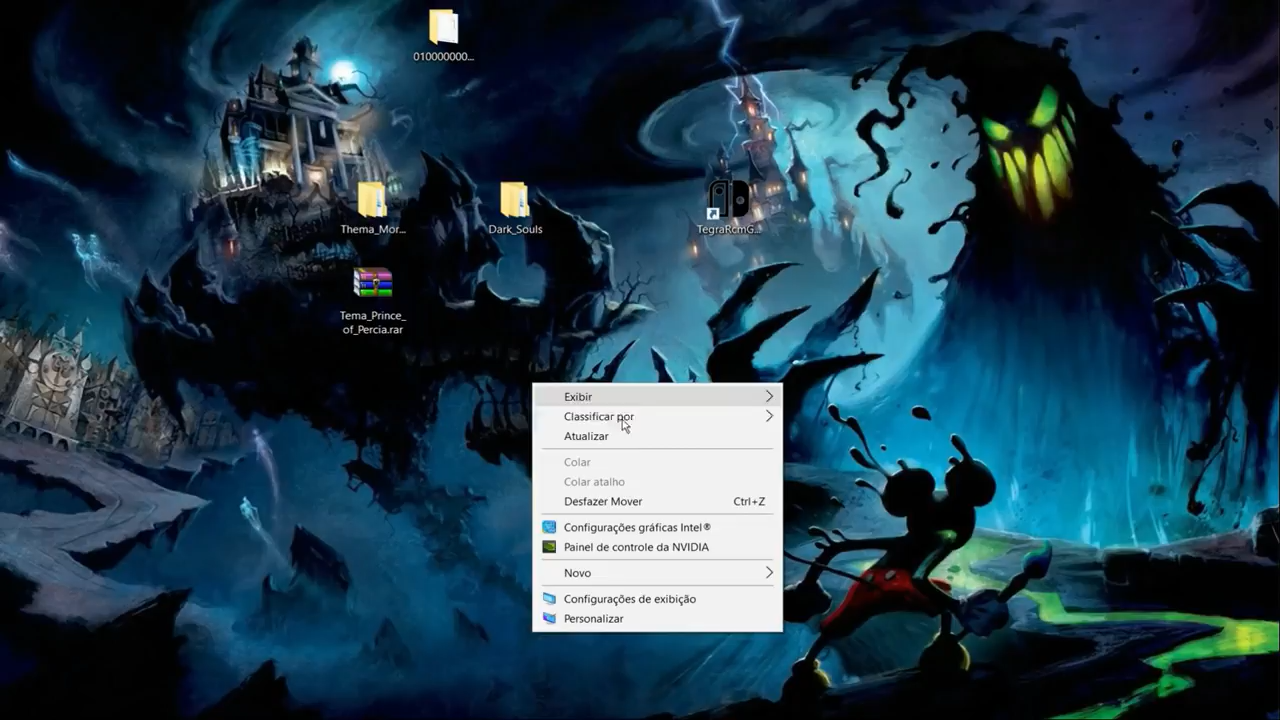 010000000...
Thema_Mor...
Dark_Souls
TegraRcmG...
Tema_Prince_
of_Percia.rar
Exibir
Classificar por
Atualizar
Colar
Colar atalho
Desfazer Mover Ctrl+Z
Configurações gráficas Intel®
Painel de controle da NVIDIA
Novo
Configurações de exibição
Personalizar